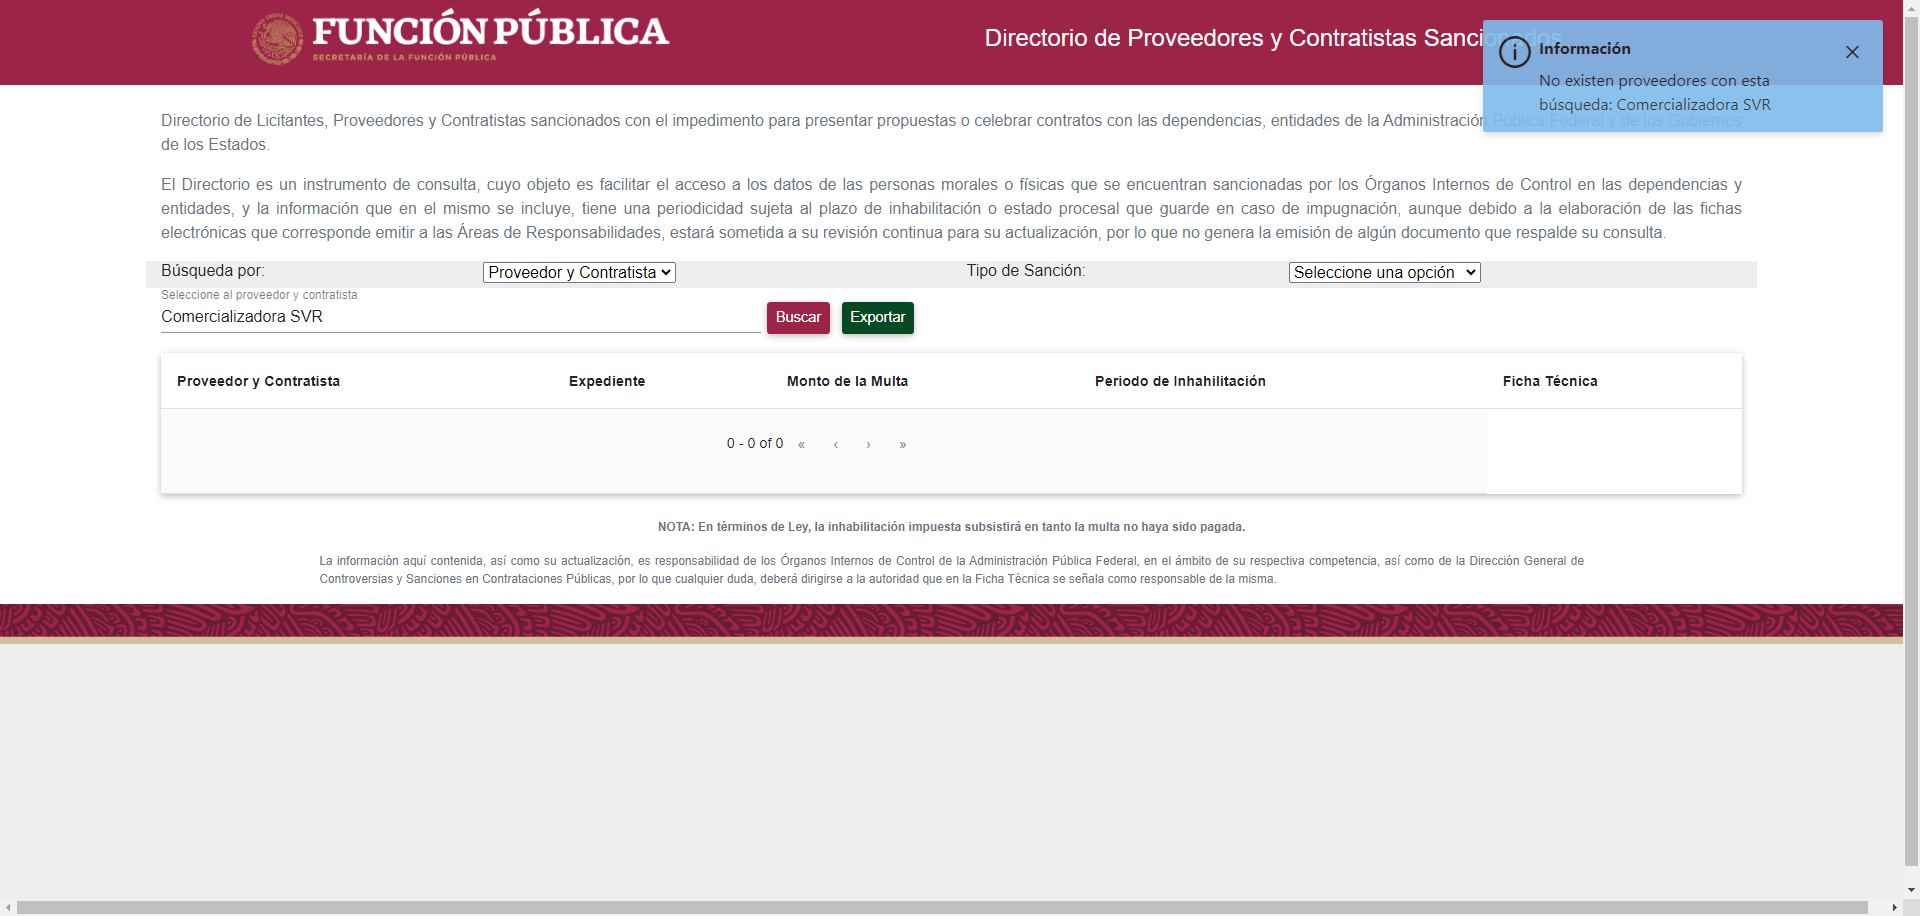 FUNCIÓN PÚBLICA
SECRETARÍA DE LA FUNCIÓN PÚBLICA
Directorio de Proveedores y Contratistas Sancionados
Información
No existen proveedores con esta
búsqueda: Comercializadora SVR
Directorio de Licitantes, Proveedores y Contratistas sancionados con el impedimento para presentar propuestas o celebrar contratos con las dependencias, entidades de la Administración Pública Federal y de los Gobiernos
de los Estados.
El Directorio es un instrumento de consulta, cuyo objeto es facilitar el acceso a los datos de las personas morales o físicas que se encuentran sancionadas por los Órganos Internos de Control en las dependencias y
entidades, y la información que en el mismo se incluye, tiene una periodicidad sujeta al plazo de inhabilitación o estado procesal que guarde en caso de impugnación, aunque debido a la elaboración de las fichas
electrónicas que corresponde emitir a las Áreas de Responsabilidades, estará sometida a su revisión continua para su actualización, por lo que no genera la emisión de algún documento que respalde su consulta.
Búsqueda por: Proveedor y Contratista Tipo de Sanción: Seleccione una opción
Seleccione al proveedor y contratista
Comercializadora SVR Buscar Exportar
Proveedor y Contratista Expediente Monto de la Multa Periodo de Inhahilitación Ficha Técnica
0 - 0 of 0 « ‹ › »
NOTA: En términos de Ley, la inhabilitación impuesta subsistirá en tanto la multa no haya sido pagada.
La información aquí contenida, así como su actualización, es responsabilidad de los Órganos Internos de Control de la Administración Pública Federal, en el ámbito de su respectiva competencia, así como de la Dirección General de
Controversias y Sanciones en Contrataciones Públicas, por lo que cualquier duda, deberá dirigirse a la autoridad que en la Ficha Técnica se señala como responsable de la misma.